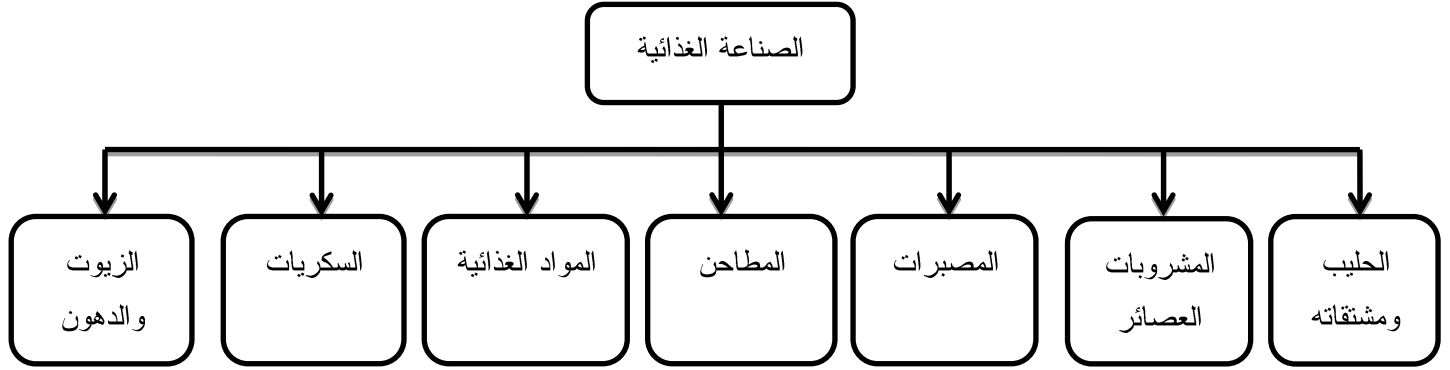 الصناعة الغذائية
الحليب
ومشتقاته
المشروبات
العصائر
المصبرات
المطاحن
المواد الغذائية
السكريات
الزيوت
والدهون